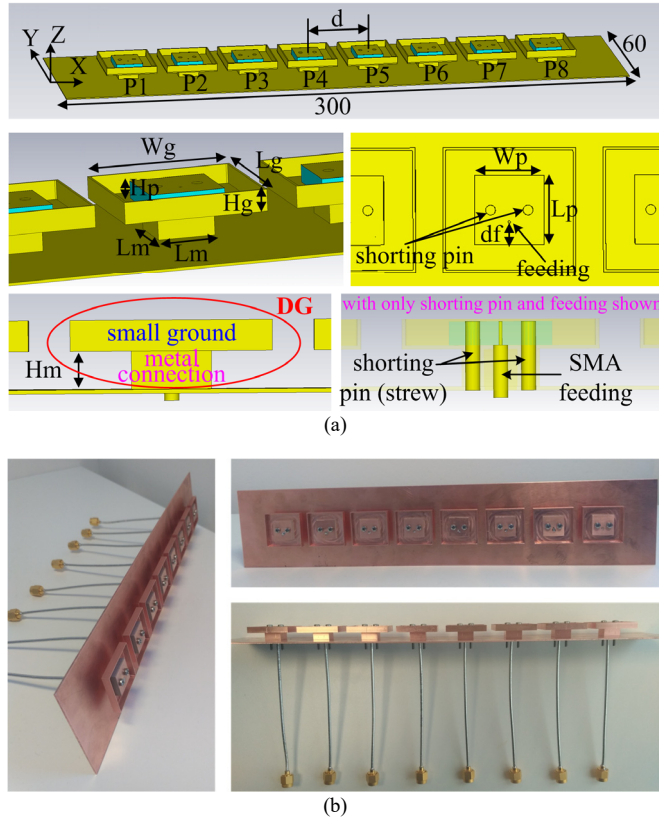 d
Z
Y
X
P1 P2 P3 P4 P5 P6 P7 P8
60
300
Wg
Lg
Hp
Hg
Lm
Lm
Wp
Lp
df
shorting pin
feeding
DG
small ground
metal
connection
Hm
with only shorting pin and feeding shown
shorting
pin (strew)
SMA
feeding
(a)
(b)